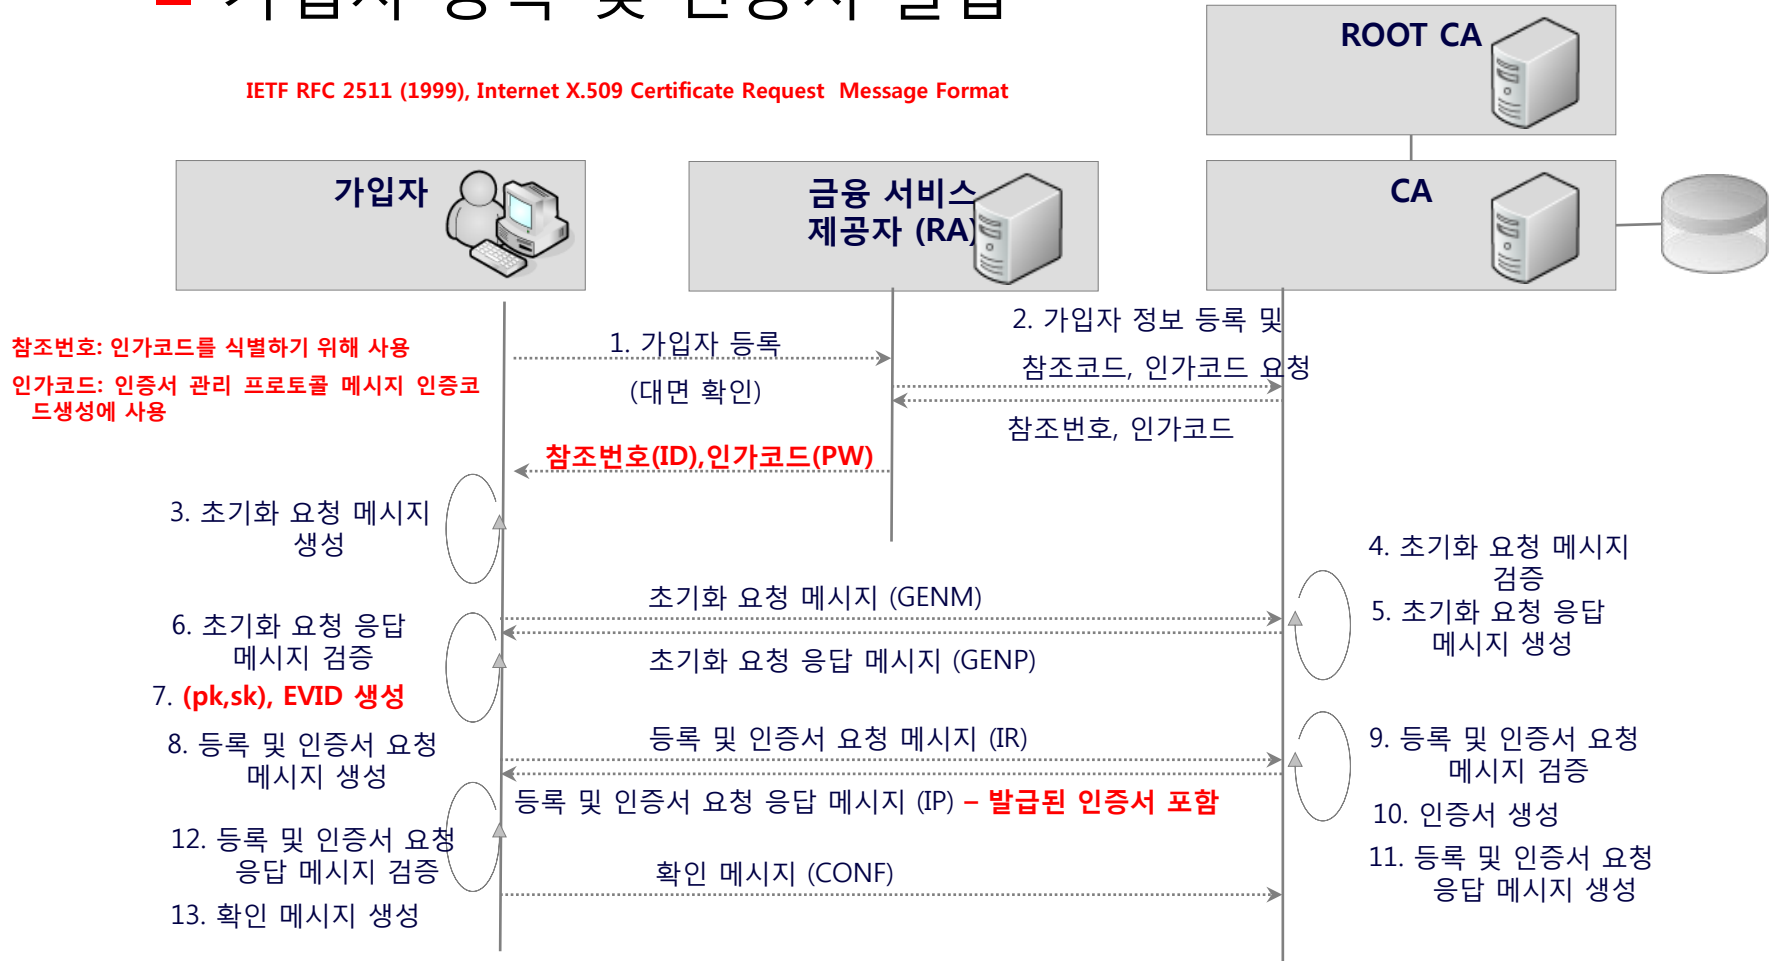 가입자 등록 및 인증서 발급
ROOT CA
IETF RFC 2511 (1999), Internet X.509 Certificate Request Message Format
가입자
금융 서비스
제공자 (RA)
CA
참조번호: 인가코드를 식별하기 위해 사용
인가코드: 인증서 관리 프로토콜 메시지 인증코
드생성에 사용
1. 가입자 등록
(대면 확인)
2. 가입자 정보 등록 및
참조코드, 인가코드 요청
참조번호, 인가코드
참조번호(ID),인가코드(PW)
3. 초기화 요청 메시지
생성
4. 초기화 요청 메시지
검증
초기화 요청 메시지 (GENM)
5. 초기화 요청 응답
메시지 생성
6. 초기화 요청 응답
메시지 검증
초기화 요청 응답 메시지 (GENP)
7. (pk,sk), EVID 생성
8. 등록 및 인증서 요청
메시지 생성
등록 및 인증서 요청 메시지 (IR)
9. 등록 및 인증서 요청
메시지 검증
등록 및 인증서 요청 응답 메시지 (IP) – 발급된 인증서 포함
10. 인증서 생성
11. 등록 및 인증서 요청
응답 메시지 생성
12. 등록 및 인증서 요청
응답 메시지 검증
확인 메시지 (CONF)
13. 확인 메시지 생성